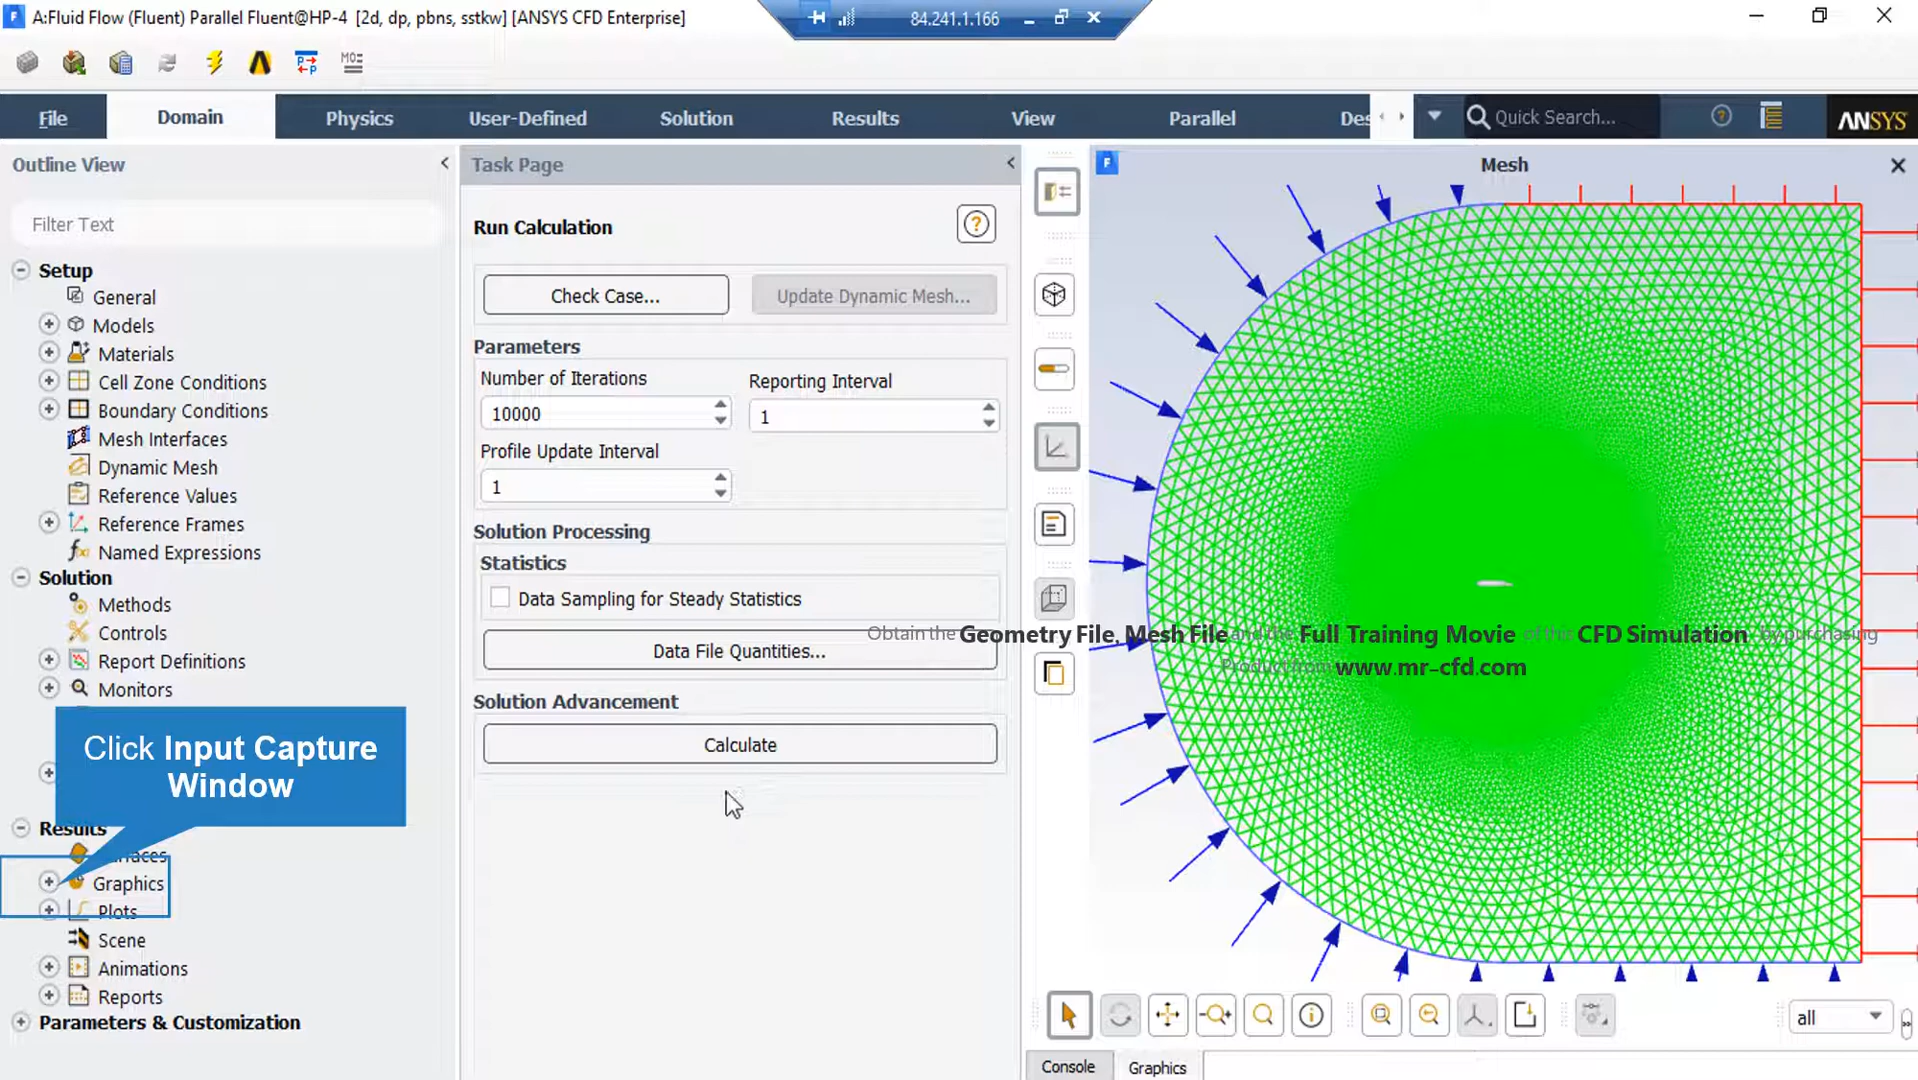 A:Fluid Flow (Fluent) Parallel Fluent@HP-4 [2d, dp, pbns, sstkw] [ANSYS CFD Enterprise]
84.241.1.166
File
Domain
Physics
User-Defined
Solution
Results
View
Parallel
Des
Quick Search...
ANSYS
Outline View
Filter Text
Setup
General
Models
Materials
Cell Zone Conditions
Boundary Conditions
Mesh Interfaces
Dynamic Mesh
Reference Values
Reference Frames
Named Expressions
Solution
Methods
Controls
Report Definitions
Monitors
Click Input Capture
Window
Results
Surfaces
Graphics
Plots
Scene
Animations
Reports
Parameters & Customization
Task Page
Run Calculation
Check Case...
Update Dynamic Mesh...
Parameters
Number of Iterations
Reporting Interval
10000
1
Profile Update Interval
1
Solution Processing
Statistics
Data Sampling for Steady Statistics
Data File Quantities...
Solution Advancement
Calculate
Mesh
Obtain the Geometry File, Mesh File and the Full Training Movie of this CFD Simulation by purchasing
Product from www.mr-cfd.com
all
Console
Graphics